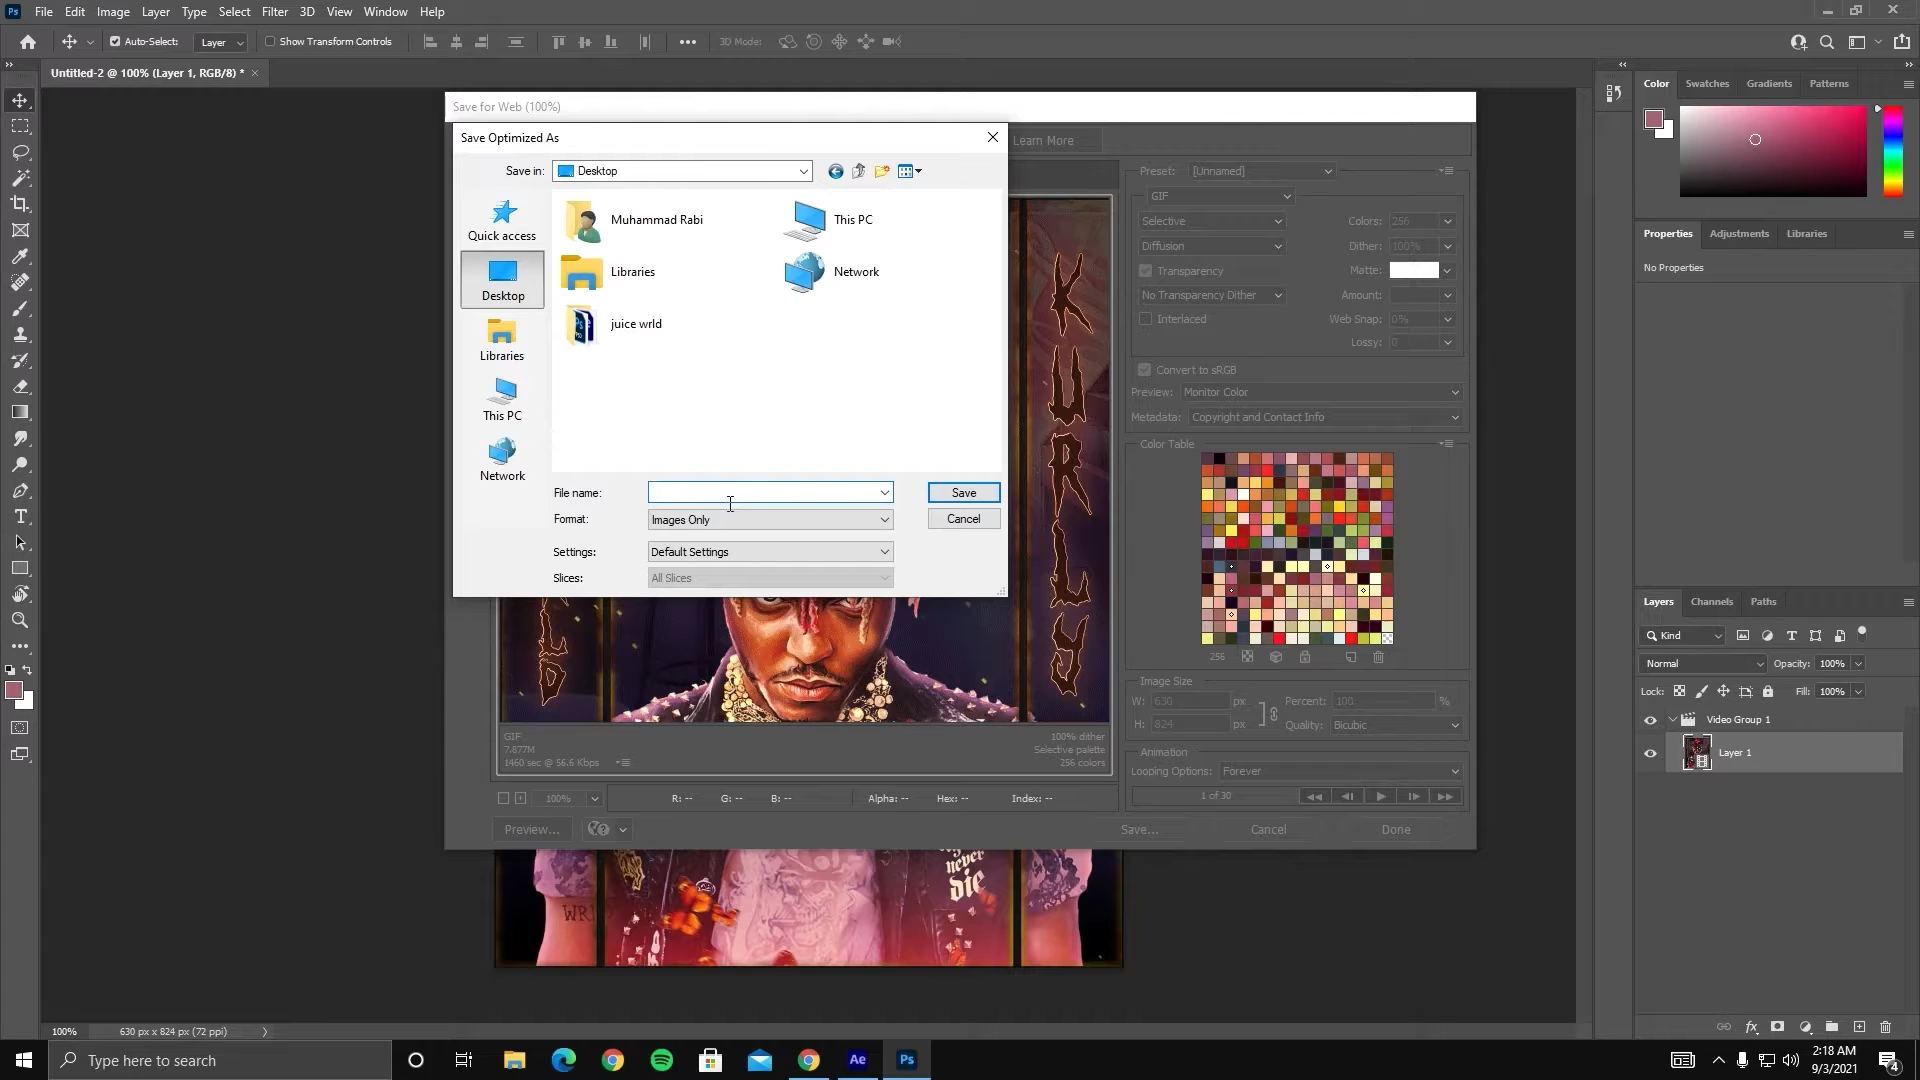 Ps File Edit Image Layer Type Select Filter 3D View Window Help
Auto-Select: Layer Show Transform Controls 3D Mode:
Untitled-2 @ 100% (Layer 1, RGB/8) *
Save for Web (100%)
Learn More
Save Optimized As
Save in: Desktop
Quick access
Desktop
Libraries
This PC
Network
Muhammad Rabi
This PC
Libraries
Network
juice wrld
File name:
Save
Format: Images Only
Cancel
Settings: Default Settings
Slices: All Slices
Preset: [Unnamed]
GIF
Selective Colors: 256
Diffusion Dither: 100%
Transparency Matte:
No Transparency Dither Amount:
Interlaced Web Snap: 0%
Lossy: 0
Convert to sRGB
Preview: Monitor Color
Metadata: Copyright and Contact Info
Color Table
256
Image Size
W: 630 px Percent: 100 %
H: 824 px Quality: Bicubic
Animation
Looping Options: Forever
1 of 30
KURILY
GIF
7.877M
1460 sec @ 56.6 Kbps
100% dither
Selective palette
256 colors
100% R: -- G: -- B: -- Alpha: -- Hex: -- Index: --
Preview... Save... Cancel Done
never
die
WR
Color Swatches Gradients Patterns
Properties Adjustments Libraries
No Properties
Layers Channels Paths
Kind
Normal Opacity: 100%
Lock: Fill: 100%
Video Group 1
Layer 1
100% 630 px x 824 px (72 ppi)
Type here to search
Ae Ps
2:18 AM
9/3/2021
4